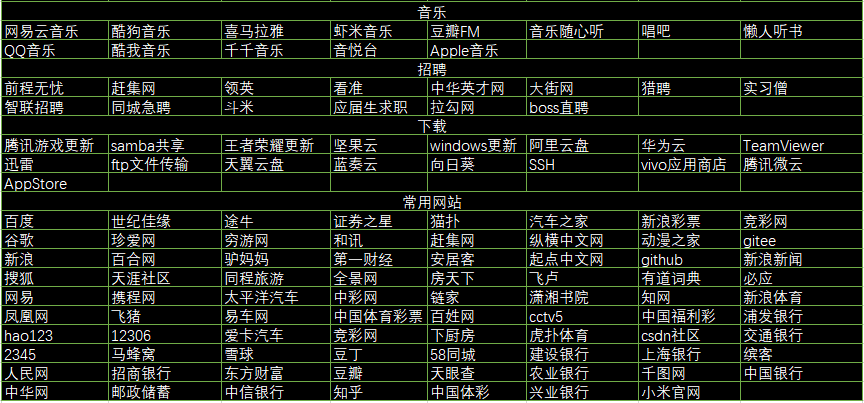 音乐
网易云音乐 酷狗音乐 喜马拉雅 虾米音乐 豆瓣FM 音乐随心听 唱吧 懒人听书
QQ音乐 酷我音乐 千千音乐 音悦台 Apple音乐
招聘
前程无忧 赶集网 领英 看准 中华英才网 大街网 猎聘 实习僧
智联招聘 同城急聘 斗米 应届生求职 拉勾网 boss直聘
下载
腾讯游戏更新 samba共享 王者荣耀更新 坚果云 windows更新 阿里云盘 华为云 TeamViewer
迅雷 ftp文件传输 天翼云盘 蓝奏云 向日葵 SSH vivo应用商店 腾讯微云
AppStore
常用网站
百度 世纪佳缘 途牛 证券之星 猫扑 汽车之家 新浪彩票 竞彩网
谷歌 珍爱网 穷游网 和讯 赶集网 纵横中文网 动漫之家 gitee
新浪 百合网 驴妈妈 第一财经 安居客 起点中文网 github 新浪新闻
搜狐 天涯社区 同程旅游 全景网 房天下 飞卢 有道词典 必应
网易 携程网 太平洋汽车 中彩网 链家 潇湘书院 知网 新浪体育
凤凰网 飞猪 易车网 中国体育彩票 百姓网 cctv5 中国福利彩 浦发银行
hao123 12306 爱卡汽车 竞彩网 下厨房 虎扑体育 csdn社区 交通银行
2345 马蜂窝 雪球 豆丁 58同城 建设银行 上海银行 缤客
人民网 招商银行 东方财富 豆瓣 天眼查 农业银行 千图网 中国银行
中华网 邮政储蓄 中信银行 知乎 中国体彩 兴业银行 小米官网